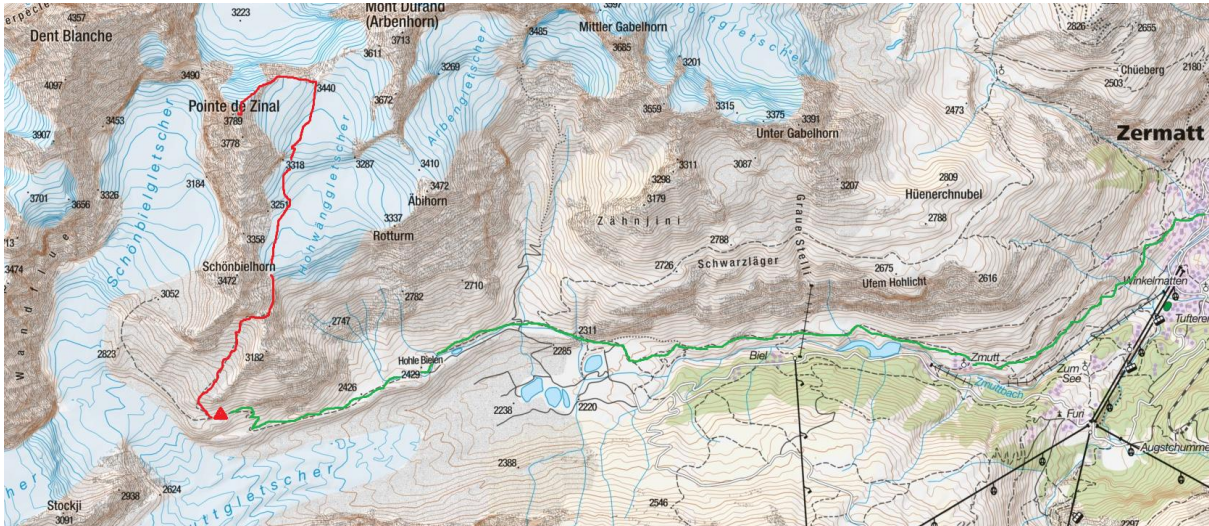 4357
3223
Mont Durand
(Arbenhorn)
3597
3485
Mittler Gabelhorn
2826
2655
Dent Blanche
3713
3611
3685
Chüeberg
2180
3490
3269
3201
2503
4097
3440
Pointe de Zinal
3789
3672
3559
3315
3375
3391
2473
3907
3453
3778
Unter Gabelhorn
Zermatt
Arbengletscher
3318
3287
3410
3311
3087
3298
3207
2809
3184
3472
Äbihorn
3179
Hüenerchnubel
3701
3656
3326
3251
3337
Zähnjini
2788
Schönbielgletscher
Hohwänggletscher
Rotturm
3358
2788
Graue Stelli
3474
Schönbielhorn
3472
2726
Schwarzläger
2675
2616
Ufem Hohlicht
Winkelmatten
3052
2782
2710
Wandflue
2747
2311
Tufteren
2823
3182
Hohle Bielen
2429
2285
Biel
Zmutt
Zum
See
2426
Zmuttbach
2238
2220
Furi
2388
Augstchumme
Stockji
3091
2938
2624
2546
2297